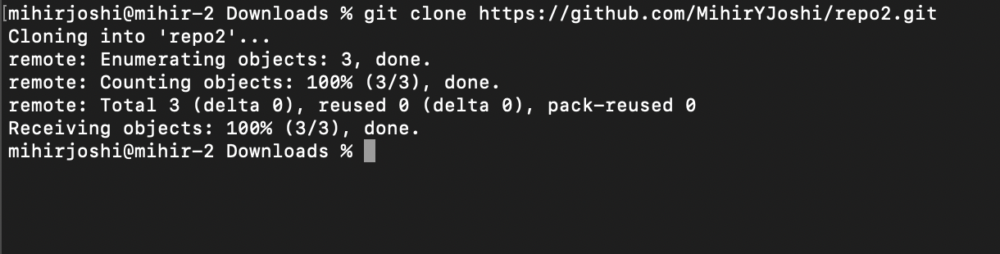 [mihirjoshi@mihir-2 Downloads % git clone https://github.com/MihirYJoshi/repo2.git
Cloning into 'repo2'...
remote: Enumerating objects: 3, done.
remote: Counting objects: 100% (3/3), done.
remote: Total 3 (delta 0), reused 0 (delta 0), pack-reused 0
Receiving objects: 100% (3/3), done.
mihirjoshi@mihir-2 Downloads %